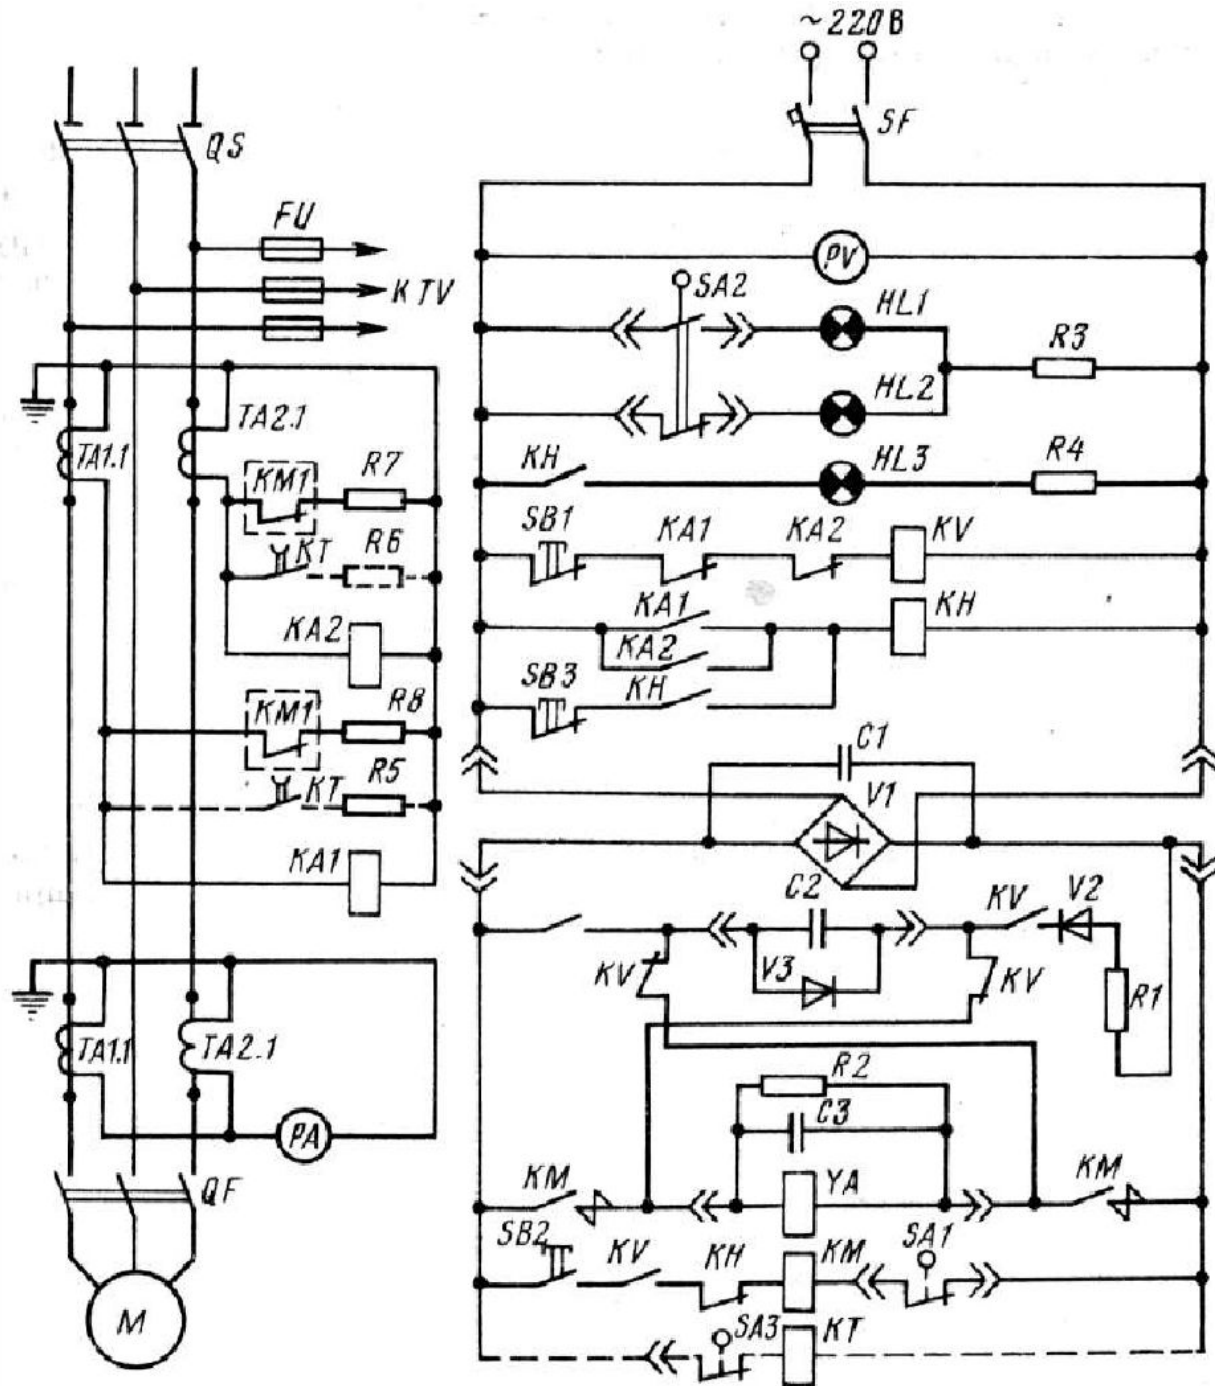 ~220В
SF
QS
FU
KTV
PV
SA2
HL1
R3
HL2
TA1.1
TA2.1
KM1
R7
KH
HL3
R4
KT
R6
SB1
KA1
KA2
KV
KA2
KA1
KH
KA2
KM1
R8
SB3
KH
C1
KT
R5
V1
KA1
C2
KV
V2
KV
V3
KV
R1
TA1.1
TA2.1
R2
C3
PA
KM
YA
KM
QF
SB2
KV
KH
KM
SA1
M
SA3
KT